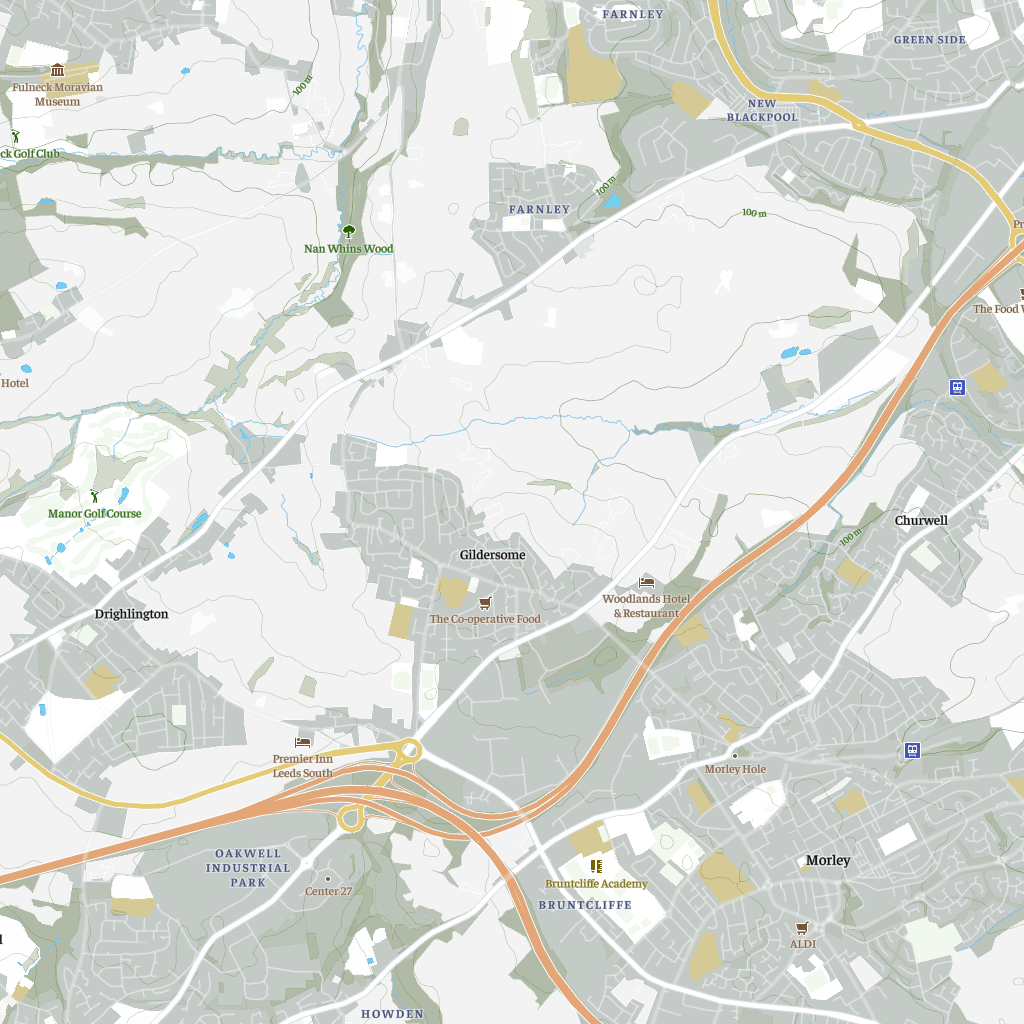 FARNLEY
GREEN SIDE
Fulneck Moravian
Museum
100 m
NEW
BLACKPOOL
ck Golf Club
100 m
FARNLEY
100 m
Nan Whins Wood
Pr
The Food W
Hotel
Manor Golf Course
Churwell
100 m
Gildersome
Woodlands Hotel
& Restaurant
Drighlington
The Co-operative Food
Premier Inn
Leeds South
Morley Hole
OAKWELL
INDUSTRIAL
PARK
Morley
Center 27
Bruntcliffe Academy
BRUNTCLIFFE
ALDI
HOWDEN